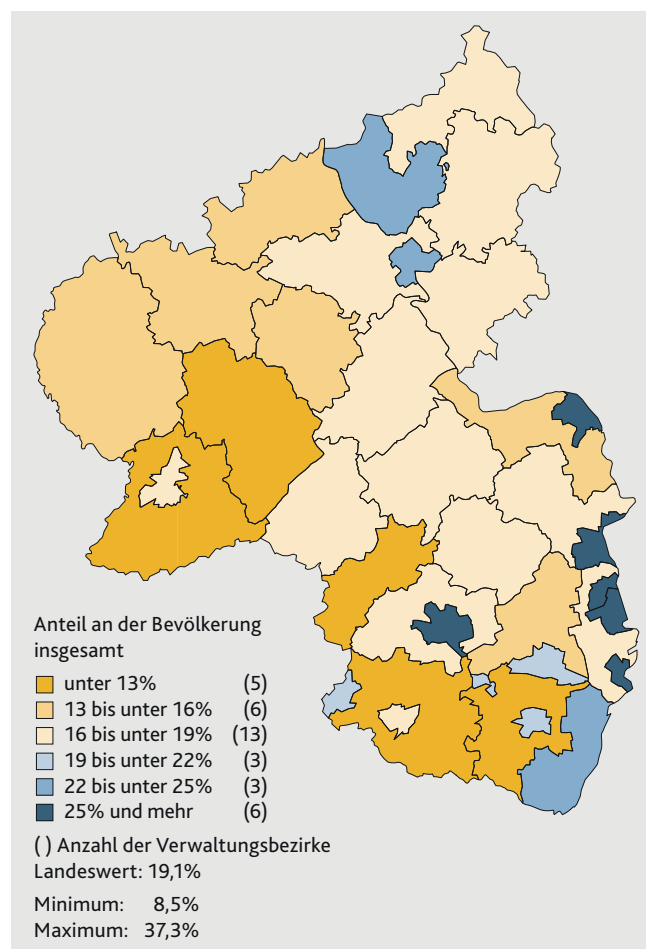 Anteil an der Bevölkerung
insgesamt
unter 13% (5)
13 bis unter 16% (6)
16 bis unter 19% (13)
19 bis unter 22% (3)
22 bis unter 25% (3)
25% und mehr (6)
( ) Anzahl der Verwaltungsbezirke
Landeswert: 19,1%
Minimum: 8,5%
Maximum: 37,3%